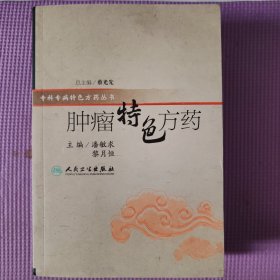 总主编 蔡光先
专科专病特色方药丛书
肿瘤特色方药
主编 潘敏求
黎月恒
人民卫生出版社